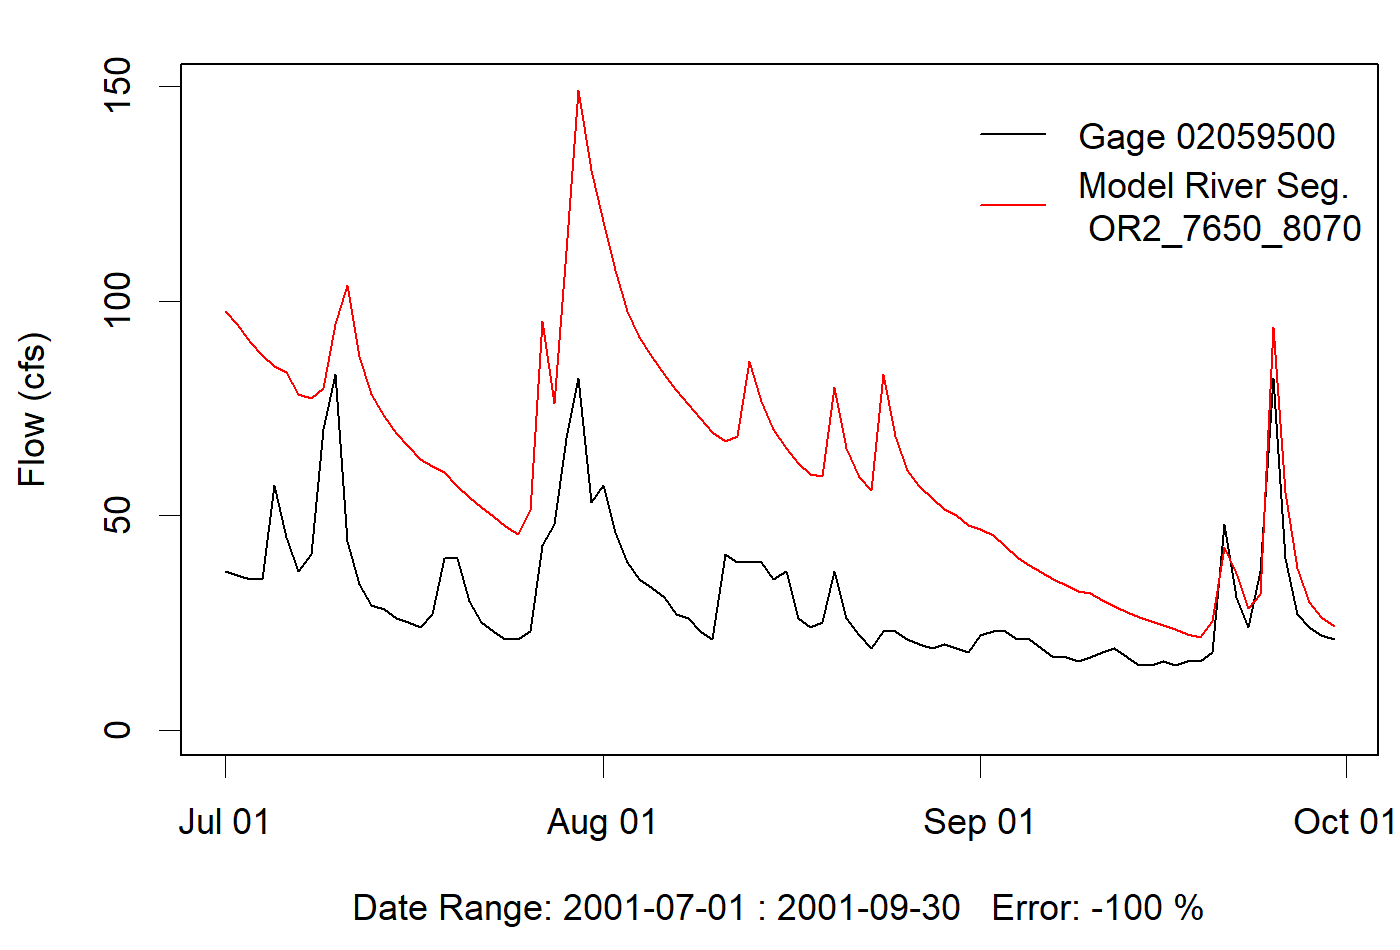 150
100
50
0
Flow (cfs)
Gage 02059500
Model River Seg.
OR2_7650_8070
Jul 01
Aug 01
Sep 01
Oct 01
Date Range: 2001-07-01 : 2001-09-30   Error: -100 %